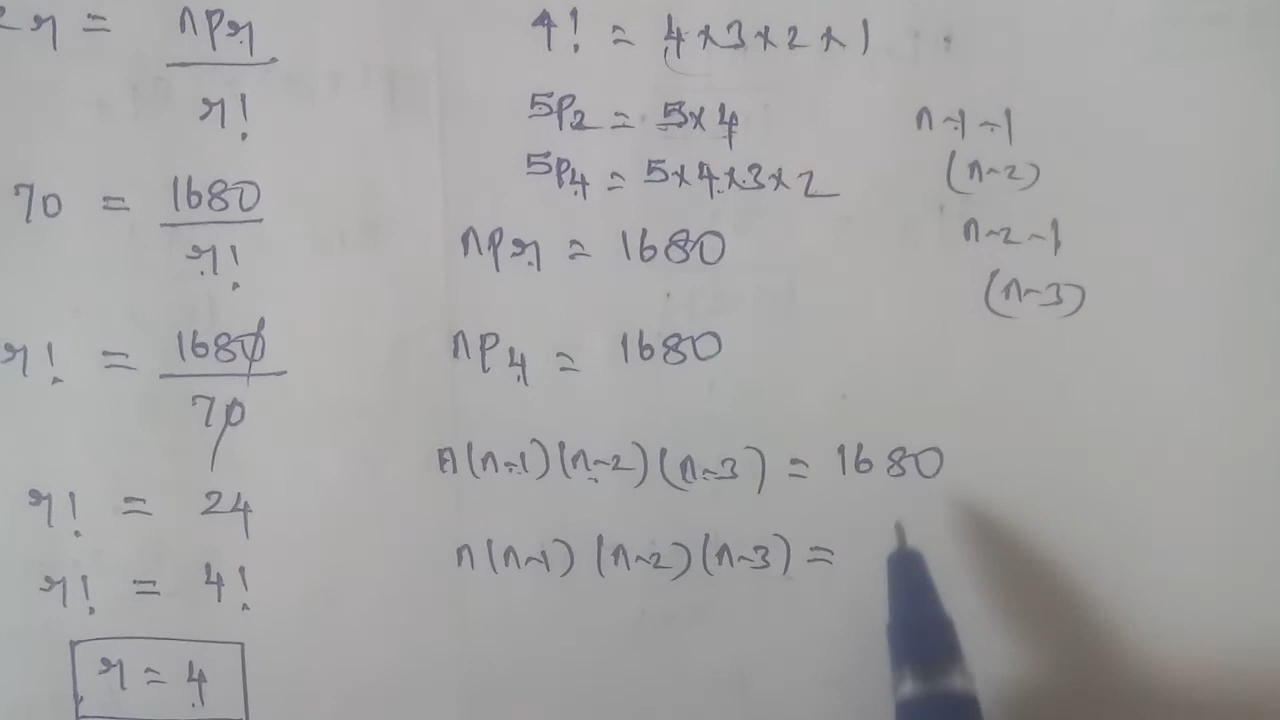 2r = nPr
r!
70 = 1680
r!
r! = 1680
70
r! = 24
r! = 4!
r = 4
4! = 4×3×2×1
5P2 = 5×4
5P4 = 5×4×3×2
nPr = 1680
nP4 = 1680
n(n-1)(n-2)(n-3) = 1680
n(n-1)(n-2)(n-3) =
n-1-1
(n-2)
n-2-1
(n-3)